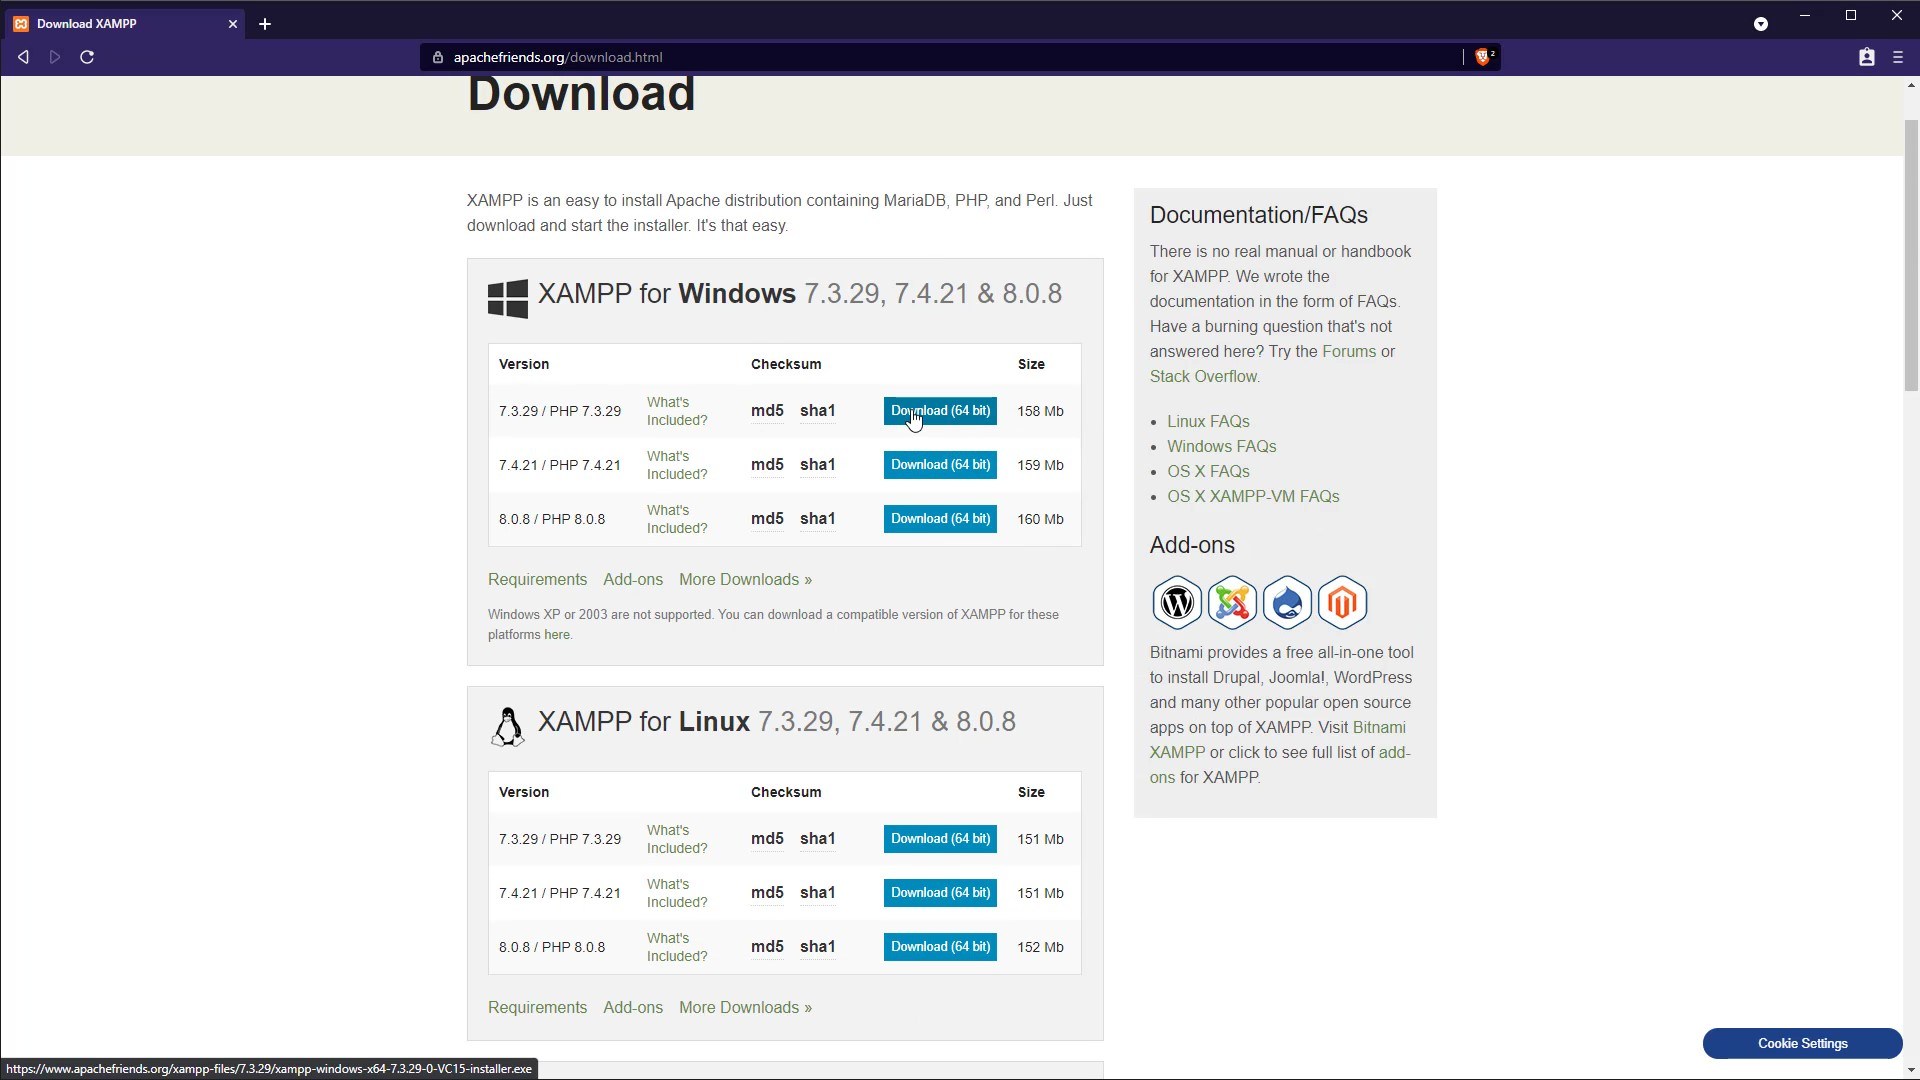 Download XAMPP
apachefriends.org/download.html
2
Download
XAMPP is an easy to install Apache distribution containing MariaDB, PHP, and Perl. Just
download and start the installer. It's that easy.
XAMPP for Windows 7.3.29, 7.4.21 & 8.0.8
Version Checksum Size
7.3.29 / PHP 7.3.29 What's Included? md5 sha1 Download (64 bit) 158 Mb
7.4.21 / PHP 7.4.21 What's Included? md5 sha1 Download (64 bit) 159 Mb
8.0.8 / PHP 8.0.8 What's Included? md5 sha1 Download (64 bit) 160 Mb
Requirements Add-ons More Downloads »
Windows XP or 2003 are not supported. You can download a compatible version of XAMPP for these
platforms here.
XAMPP for Linux 7.3.29, 7.4.21 & 8.0.8
Version Checksum Size
7.3.29 / PHP 7.3.29 What's Included? md5 sha1 Download (64 bit) 151 Mb
7.4.21 / PHP 7.4.21 What's Included? md5 sha1 Download (64 bit) 151 Mb
8.0.8 / PHP 8.0.8 What's Included? md5 sha1 Download (64 bit) 152 Mb
Requirements Add-ons More Downloads »
Documentation/FAQs
There is no real manual or handbook
for XAMPP. We wrote the
documentation in the form of FAQs.
Have a burning question that's not
answered here? Try the Forums or
Stack Overflow.
• Linux FAQs
• Windows FAQs
• OS X FAQs
• OS X XAMPP-VM FAQs
Add-ons
Bitnami provides a free all-in-one tool
to install Drupal, Joomla!, WordPress
and many other popular open source
apps on top of XAMPP. Visit Bitnami
XAMPP or click to see full list of add-
ons for XAMPP.
Cookie Settings
https://www.apachefriends.org/xampp-files/7.3.29/xampp-windows-x64-7.3.29-0-VC15-installer.exe